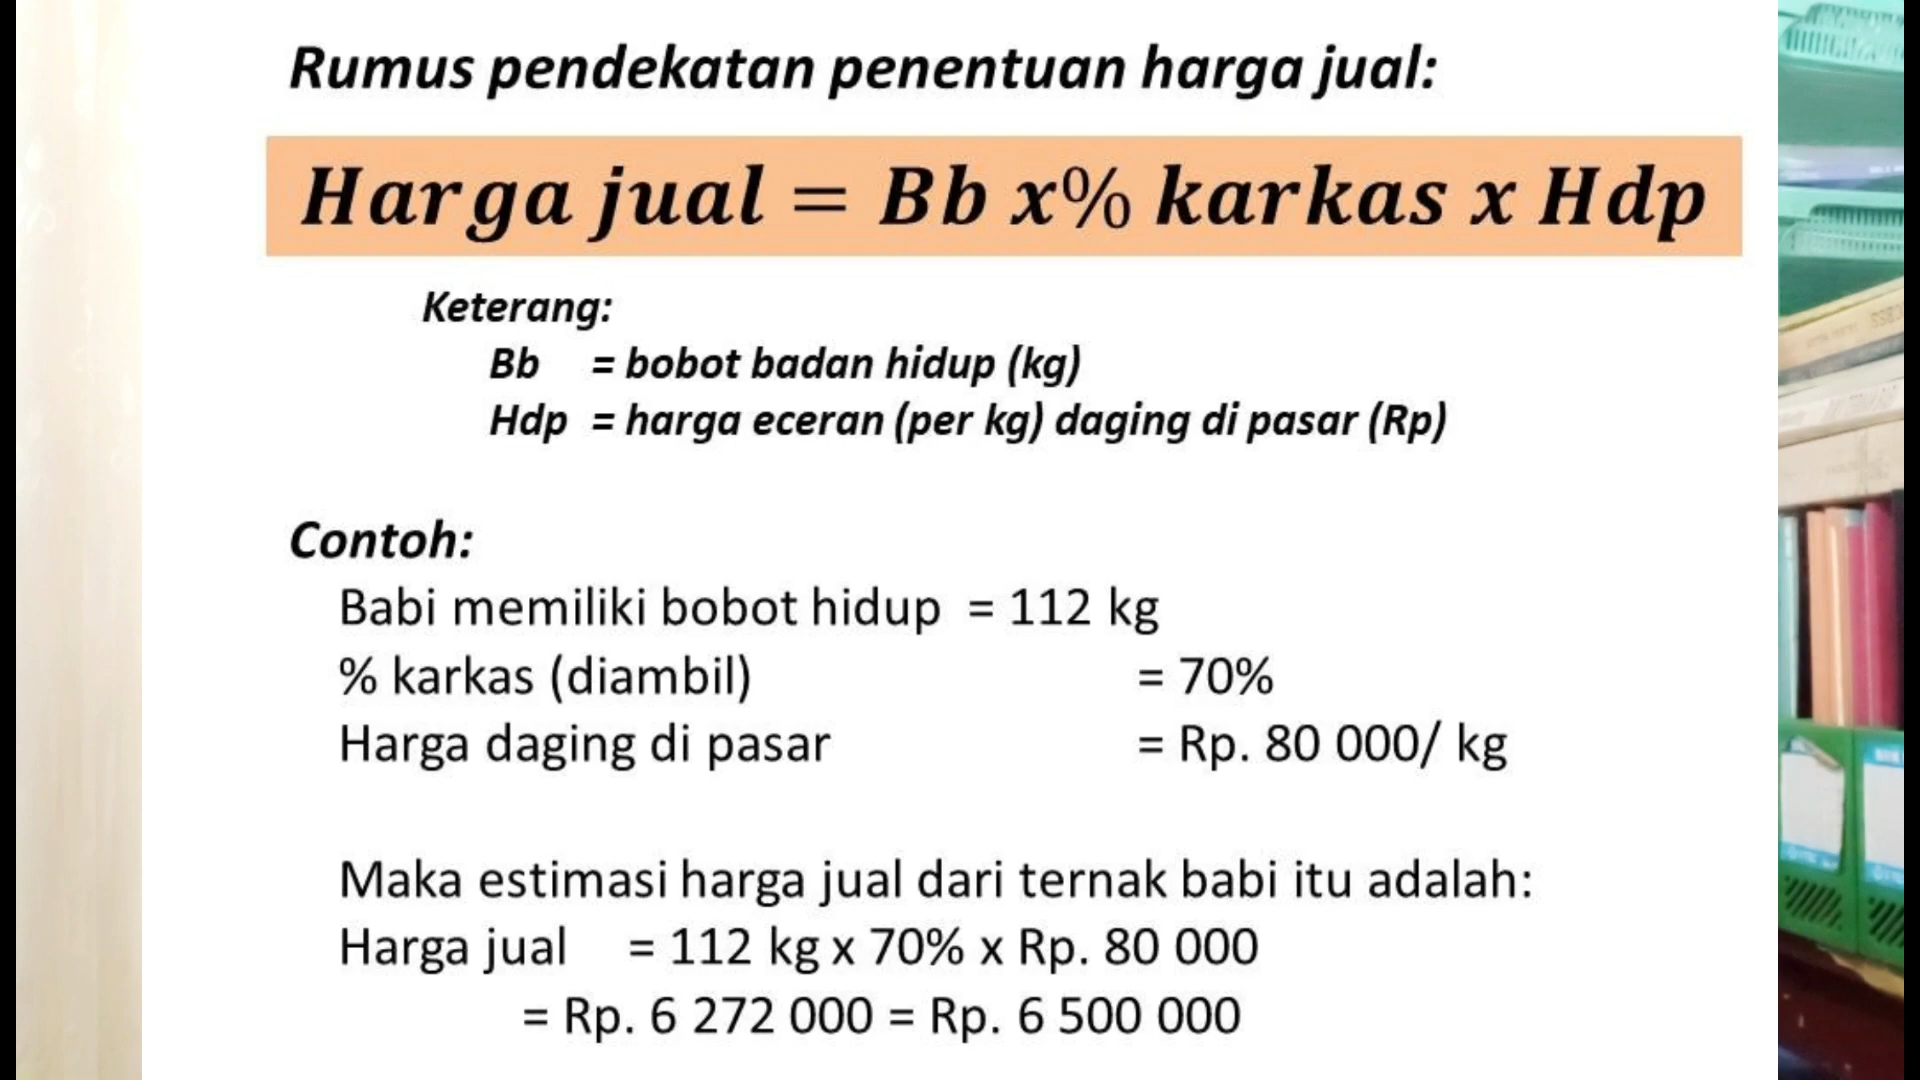 Rumus pendekatan penentuan harga jual:
Harga jual = Bb x% karkas x Hdp
Keterang:
Bb = bobot badan hidup (kg)
Hdp = harga eceran (per kg) daging di pasar (Rp)
Contoh:
Babi memiliki bobot hidup = 112 kg
% karkas (diambil) = 70%
Harga daging di pasar = Rp. 80 000/ kg
Maka estimasi harga jual dari ternak babi itu adalah:
Harga jual = 112 kg x 70% x Rp. 80 000
= Rp. 6 272 000 = Rp. 6 500 000